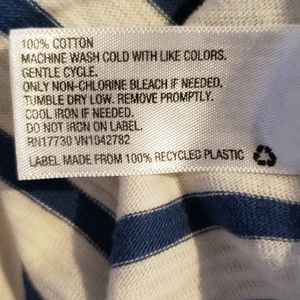 100% COTTON
MACHINE WASH COLD WITH LIKE COLORS.
GENTLE CYCLE.
ONLY NON-CHLORINE BLEACH IF NEEDED.
TUMBLE DRY LOW. REMOVE PROMPTLY.
COOL IRON IF NEEDED.
DO NOT IRON ON LABEL.
RN17730 VN1042782
LABEL MADE FROM 100% RECYCLED PLASTIC